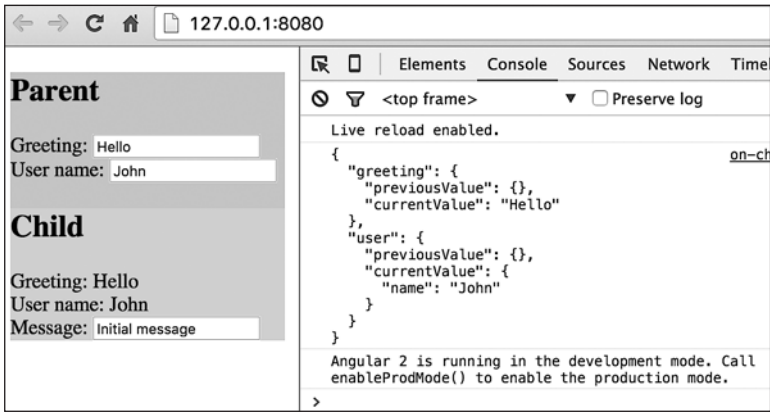 127.0.0.1:8080
Parent
Greeting: Hello
User name: John
Child
Greeting: Hello
User name: John
Message: Initial message
Elements Console Sources Network Timel
<top frame> ▼ Preserve log
Live reload enabled.
{ on-ch
"greeting": {
"previousValue": {},
"currentValue": "Hello"
},
"user": {
"previousValue": {},
"currentValue": {
"name": "John"
}
}
}
Angular 2 is running in the development mode. Call
enableProdMode() to enable the production mode.
>